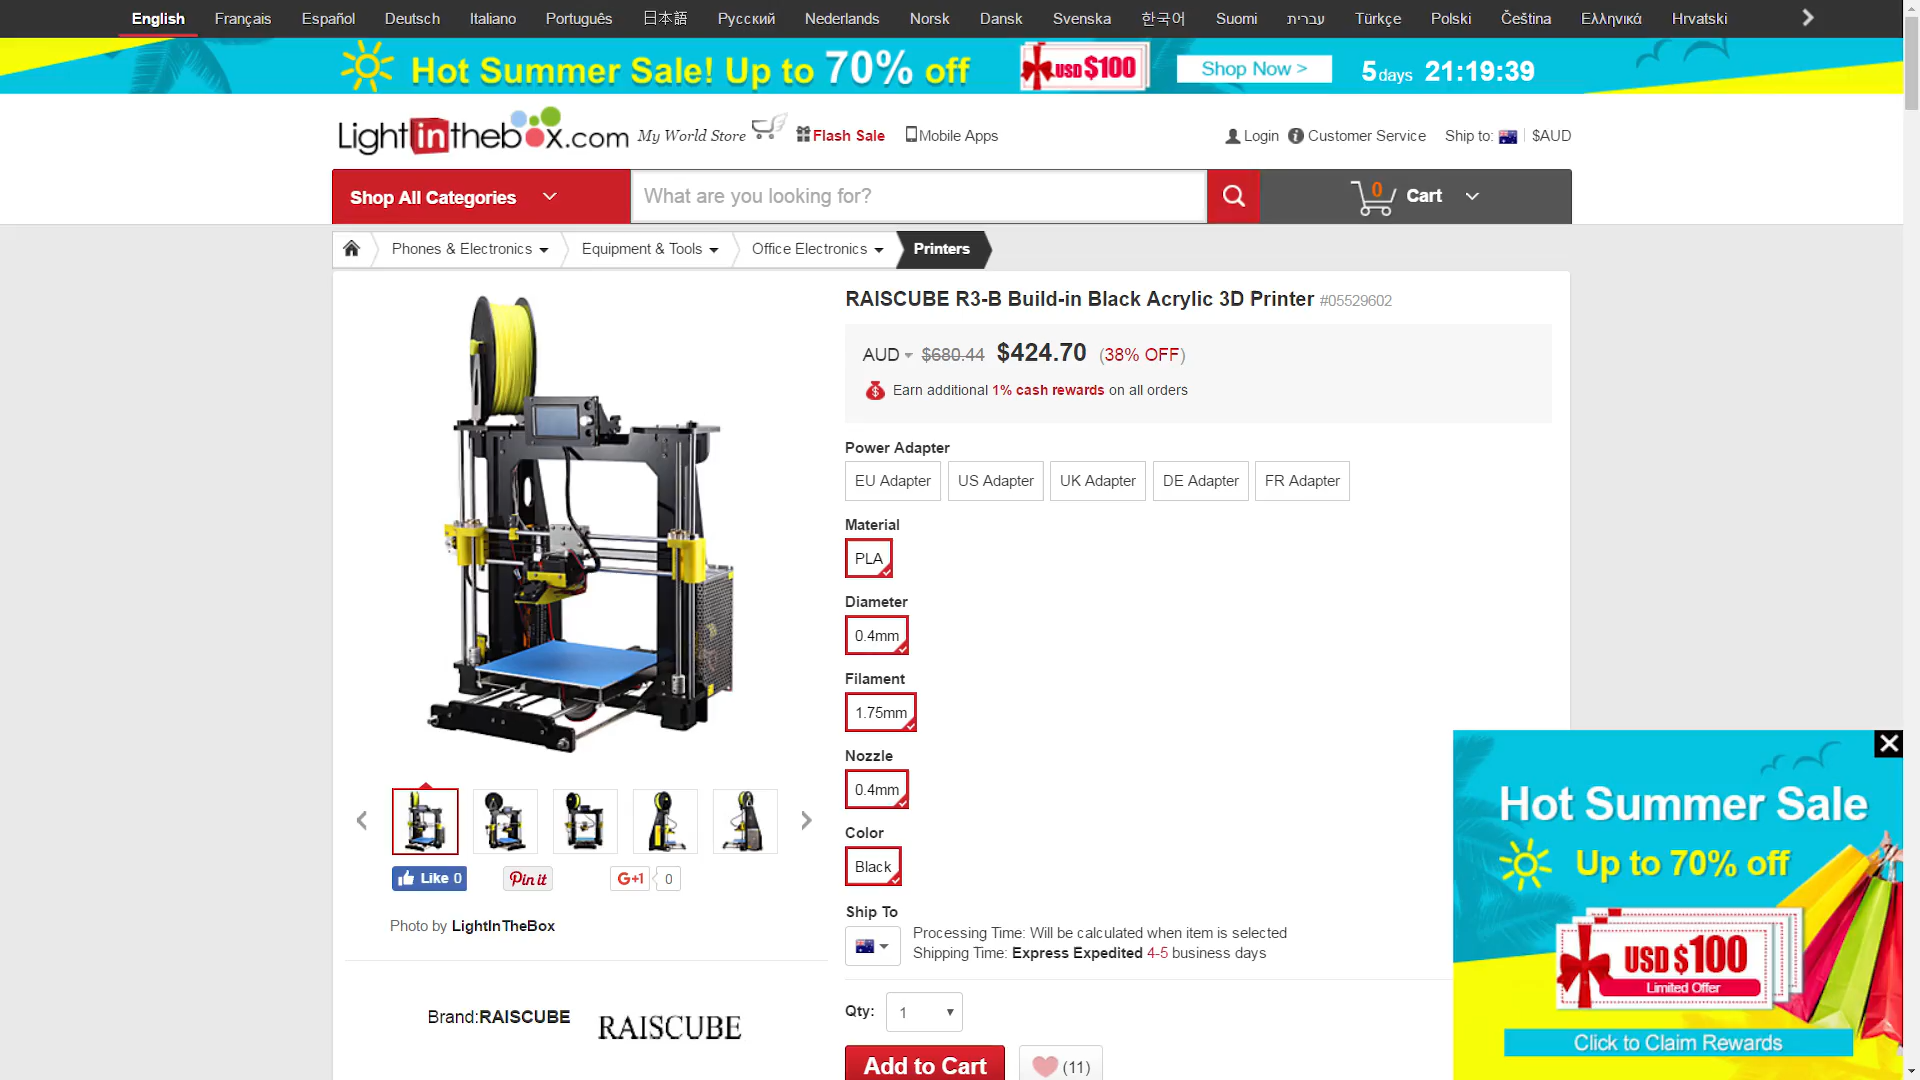 English Français Español Deutsch Italiano Português 日本語 Русский Nederlands Norsk Dansk Svenska 한국어 Suomi עברית Türkçe Polski Čeština Ελληνικά Hrvatski
Hot Summer Sale! Up to 70% off USD $100 Shop Now > 5 days 21:19:39
Lightinthebox.com My World Store Flash Sale Mobile Apps Login Customer Service Ship to: $AUD
Shop All Categories What are you looking for? 0 Cart
Phones & Electronics Equipment & Tools Office Electronics Printers
RAISCUBE R3-B Build-in Black Acrylic 3D Printer #05529602
AUD $680.44 $424.70 (38% OFF)
Earn additional 1% cash rewards on all orders
Power Adapter
EU Adapter US Adapter UK Adapter DE Adapter FR Adapter
Material
PLA
Diameter
0.4mm
Filament
1.75mm
Nozzle
0.4mm
Color
Black
Ship To
Processing Time: Will be calculated when item is selected
Shipping Time: Express Expedited 4-5 business days
Qty: 1
Add to Cart (11)
Like 0 Pin it G+1 0
Photo by LightInTheBox
Brand:RAISCUBE RAISCUBE
Hot Summer Sale
Up to 70% off
USD $100
Limited Offer
Click to Claim Rewards